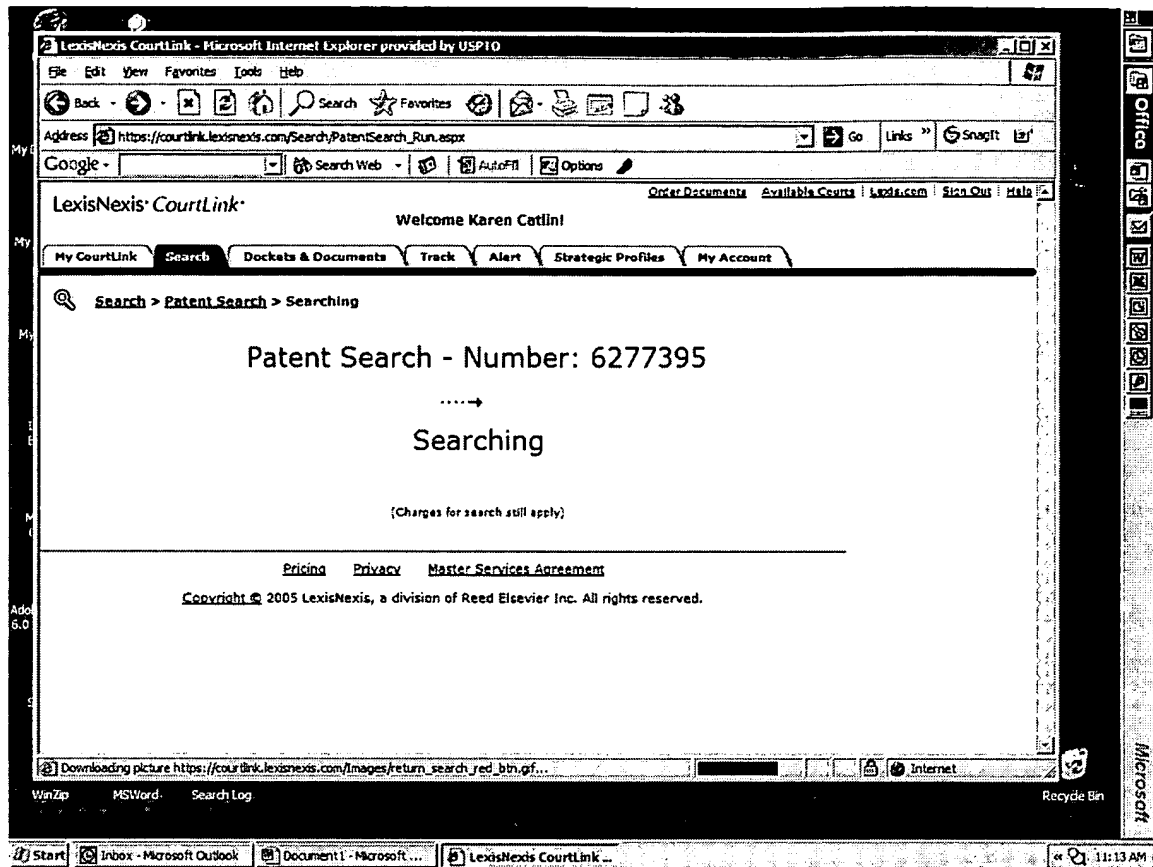 LexisNexis CourtLink - Microsoft Internet Explorer provided by USPTO
File Edit View Favorites Tools Help
Back Search Favorites
Address https://courtlink.lexisnexis.com/Search/PatentSearch_Run.aspx Go Links » SnagIt
Google Search Web AutoFill Options
Order Documents Available Courts Lexis.com Sign Out Help
LexisNexis· CourtLink·
Welcome Karen Catlin!
My CourtLink Search Dockets & Documents Track Alert Strategic Profiles My Account
Search > Patent Search > Searching
Patent Search - Number: 6277395
Searching
(Charges for search still apply)
Pricing Privacy Master Services Agreement
Copyright © 2005 LexisNexis, a division of Reed Elsevier Inc. All rights reserved.
Downloading picture https://courtlink.lexisnexis.com/Images/return_search_red_btn.gif... Internet
WinZip MSWord Search Log Recycle Bin
Start Inbox - Microsoft Outlook Document1 - Microsoft ... LexisNexis CourtLink ... « 11:13 AM
Office
Microsoft
My
My
Ado
6.0